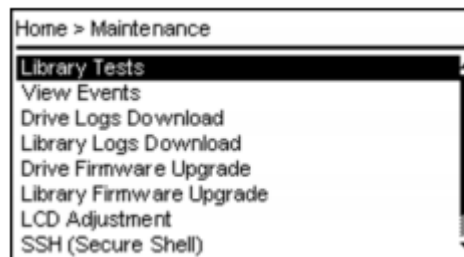 Home > Maintenance
Library Tests
View Events
Drive Logs Download
Library Logs Download
Drive Firmware Upgrade
Library Firmware Upgrade
LCD Adjustment
SSH (Secure Shell)